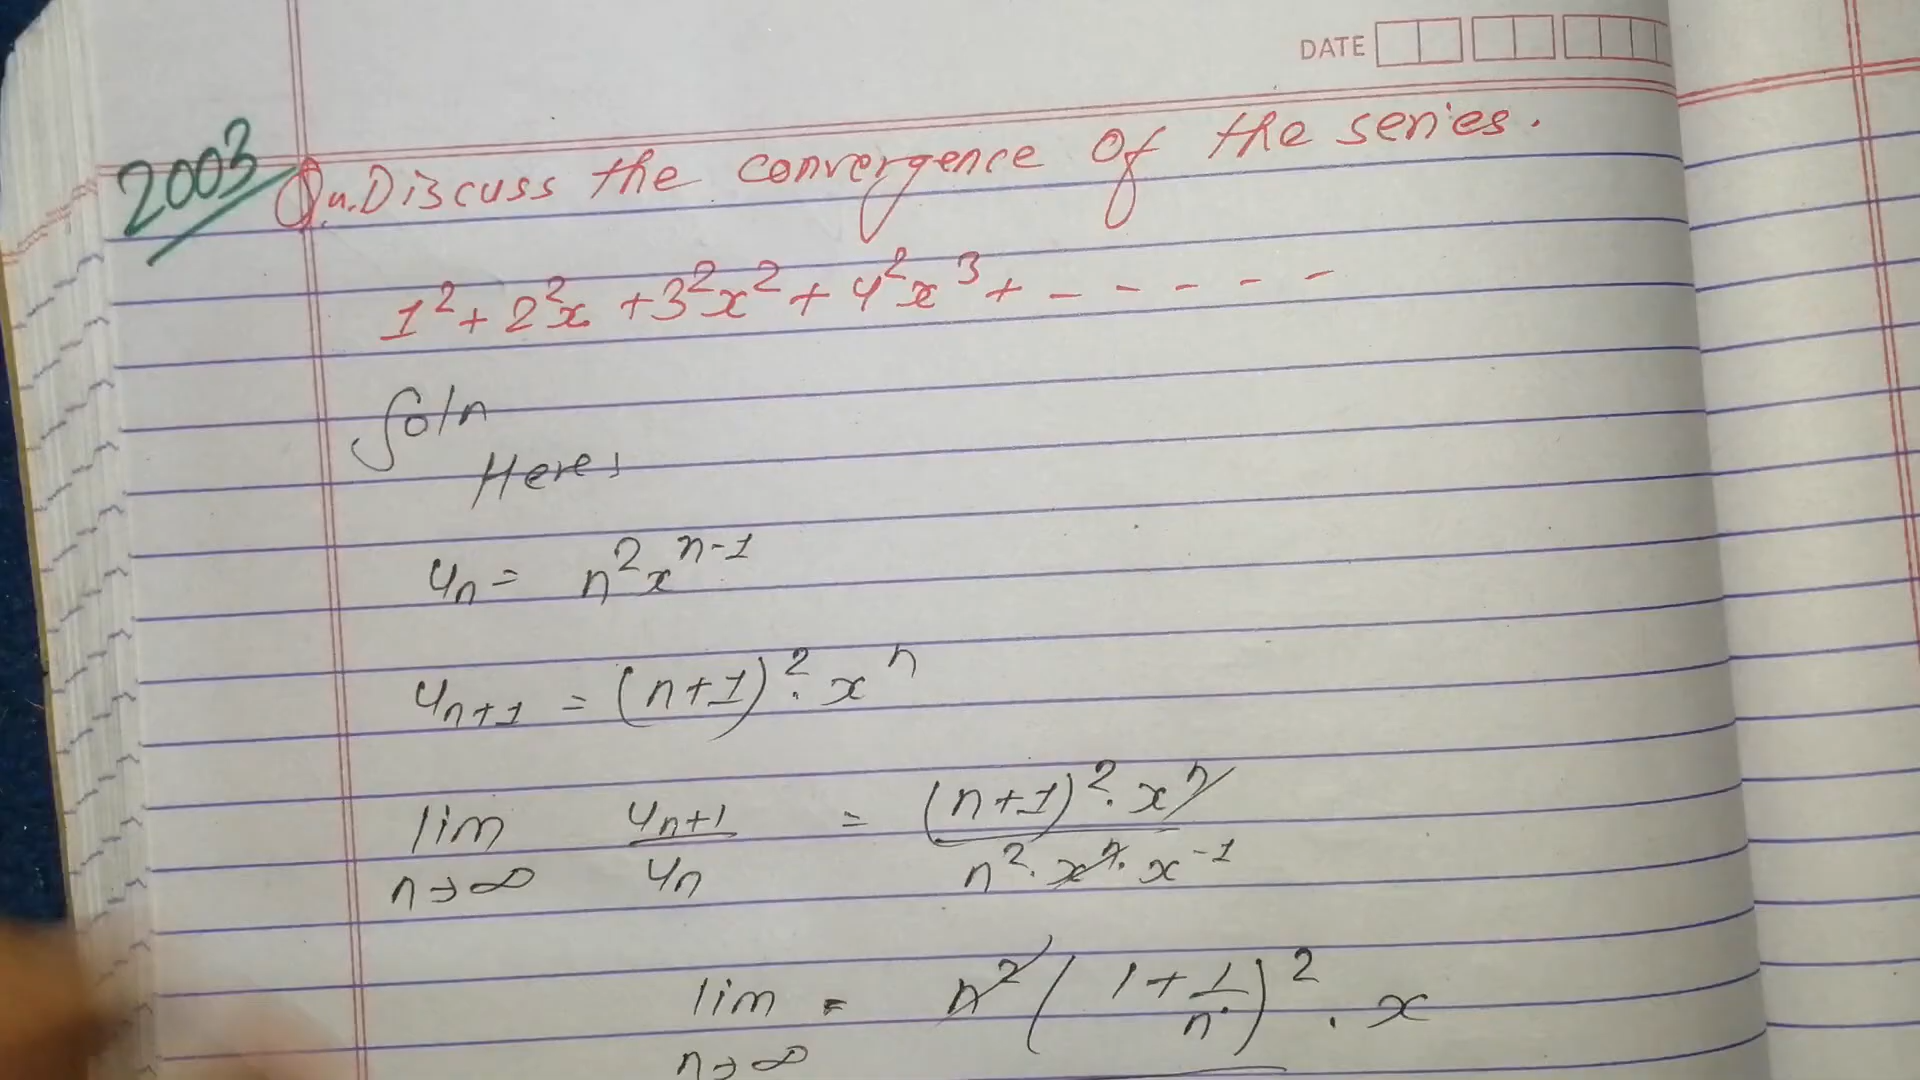 DATE
2003 Qn. Discuss the convergence of the series.
1² + 2²x + 3²x² + 4²x³ + - - - - -
Soln
Here,
uₙ = n²xⁿ⁻¹
uₙ₊₁ = (n+1)².xⁿ
lim n→∞ uₙ₊₁/uₙ = (n+1)².xⁿ / n².xⁿ.x⁻¹
lim n→∞ = n²(1+1/n)².x